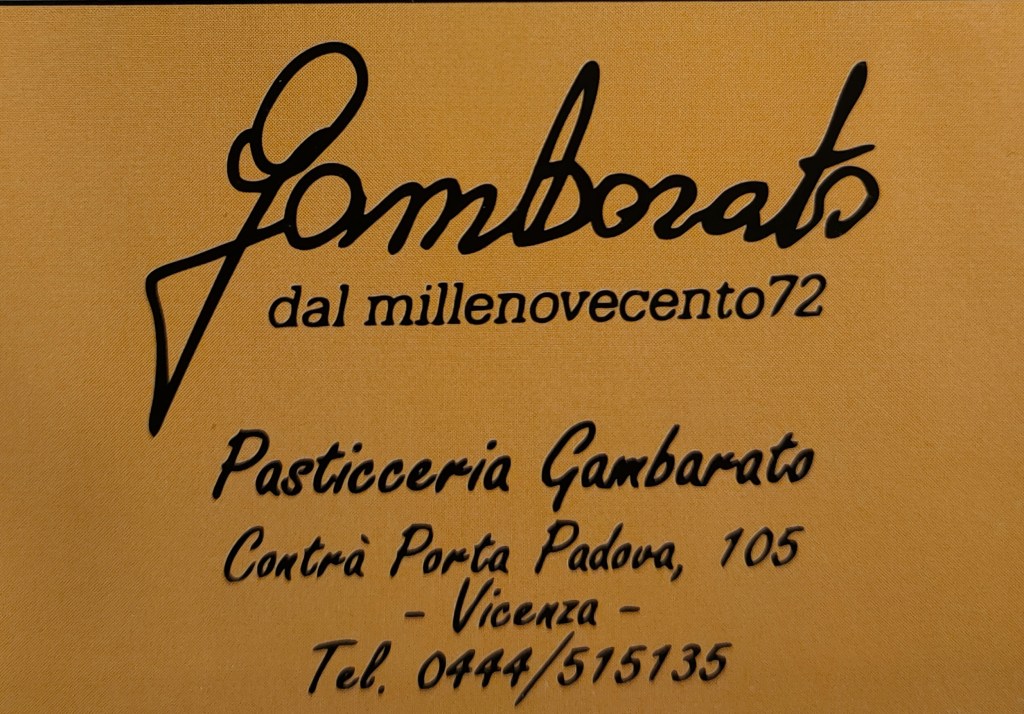 Gambarato
dal millenovecento72
Pasticceria Gambarato
Contrà Porta Padova, 105
- Vicenza -
Tel. 0444/515135